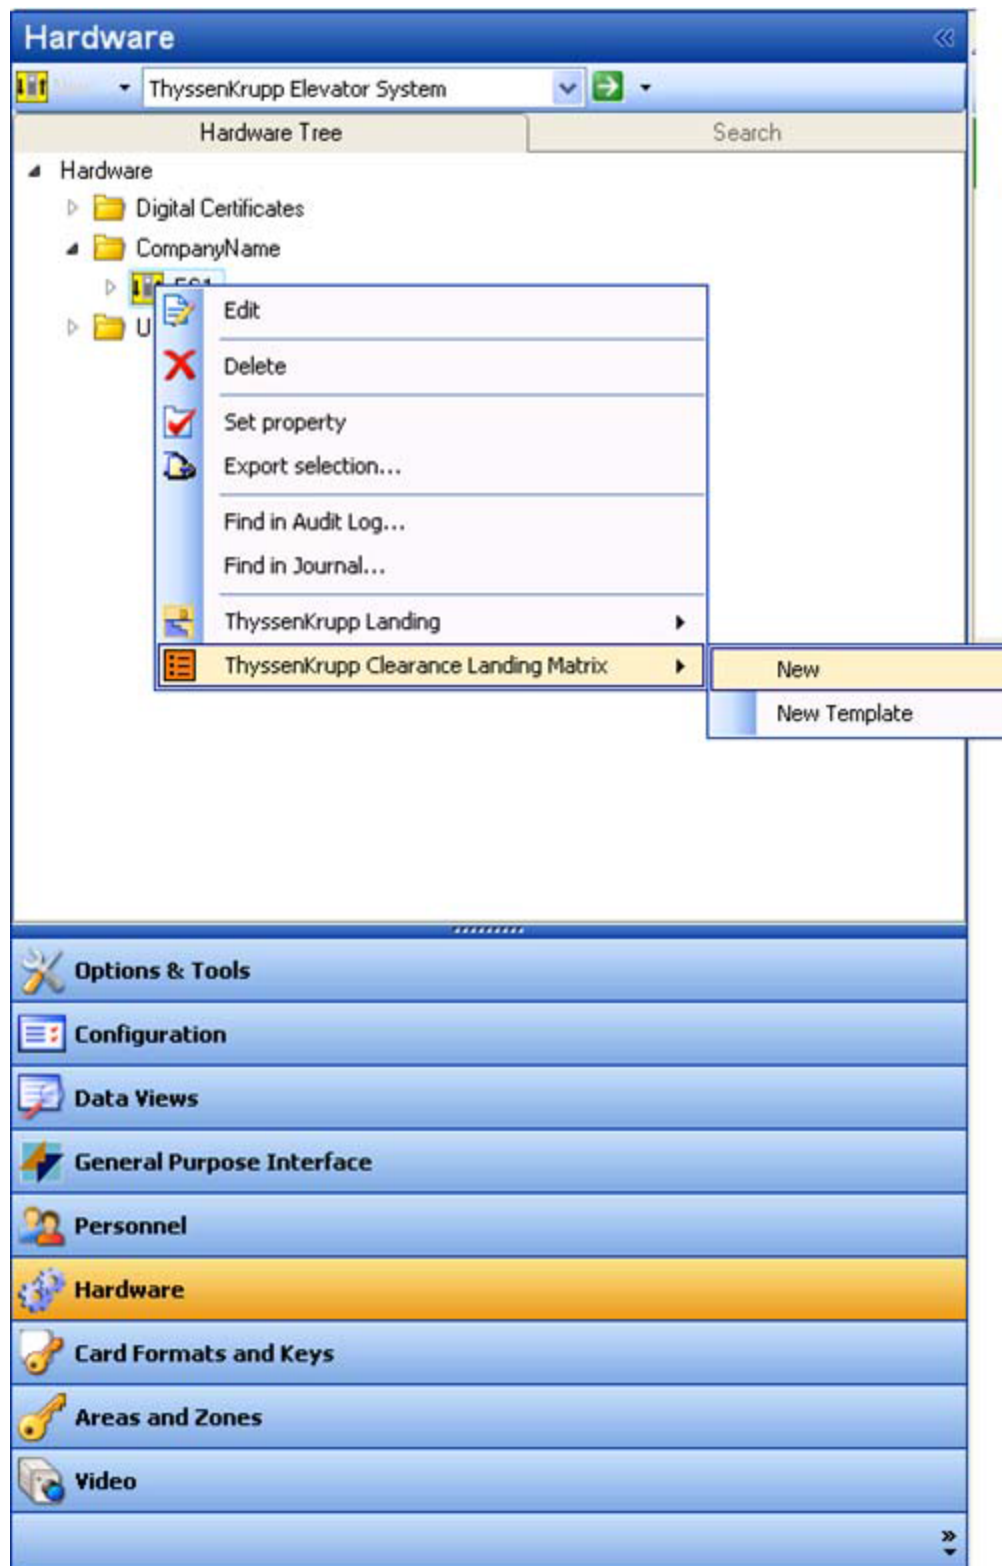 Hardware
ThyssenKrupp Elevator System
Hardware Tree
Search
Hardware
Digital Certificates
CompanyName
U
Edit
Delete
Set property
Export selection...
Find in Audit Log...
Find in Journal...
ThyssenKrupp Landing
ThyssenKrupp Clearance Landing Matrix
New
New Template
Options & Tools
Configuration
Data Views
General Purpose Interface
Personnel
Hardware
Card Formats and Keys
Areas and Zones
Video